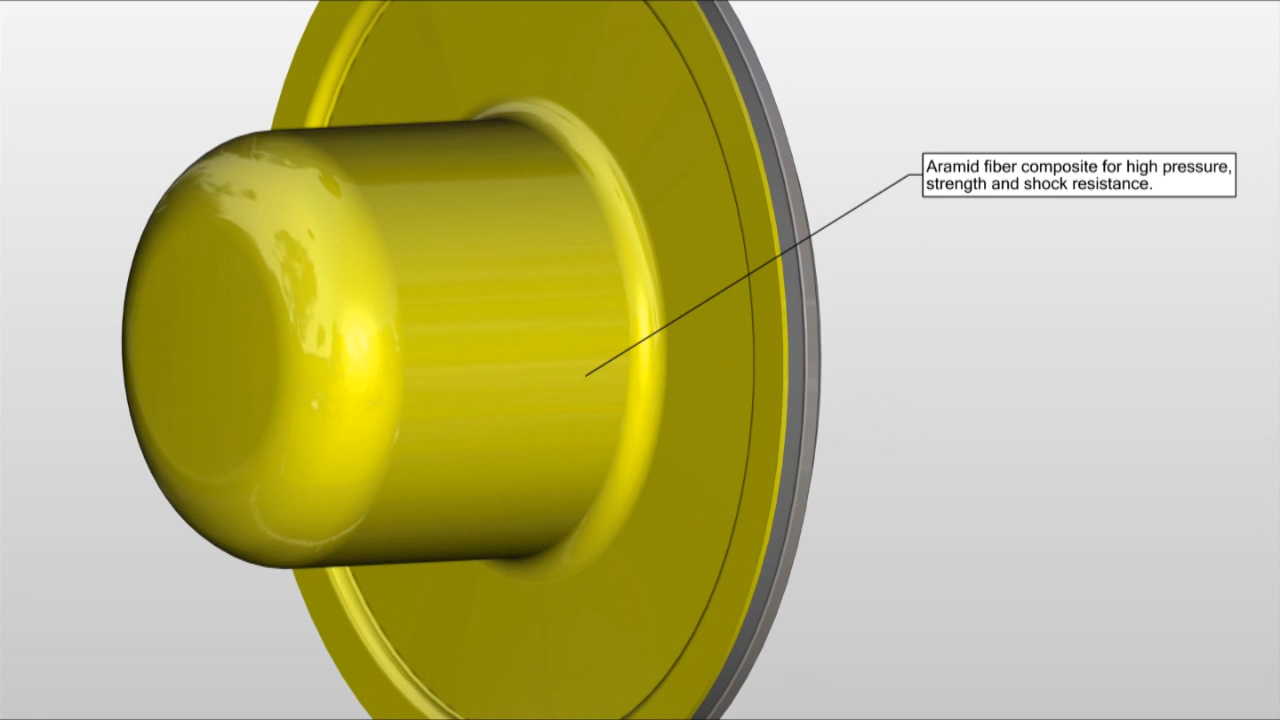 Aramid fiber composite for high pressure,
strength and shock resistance.